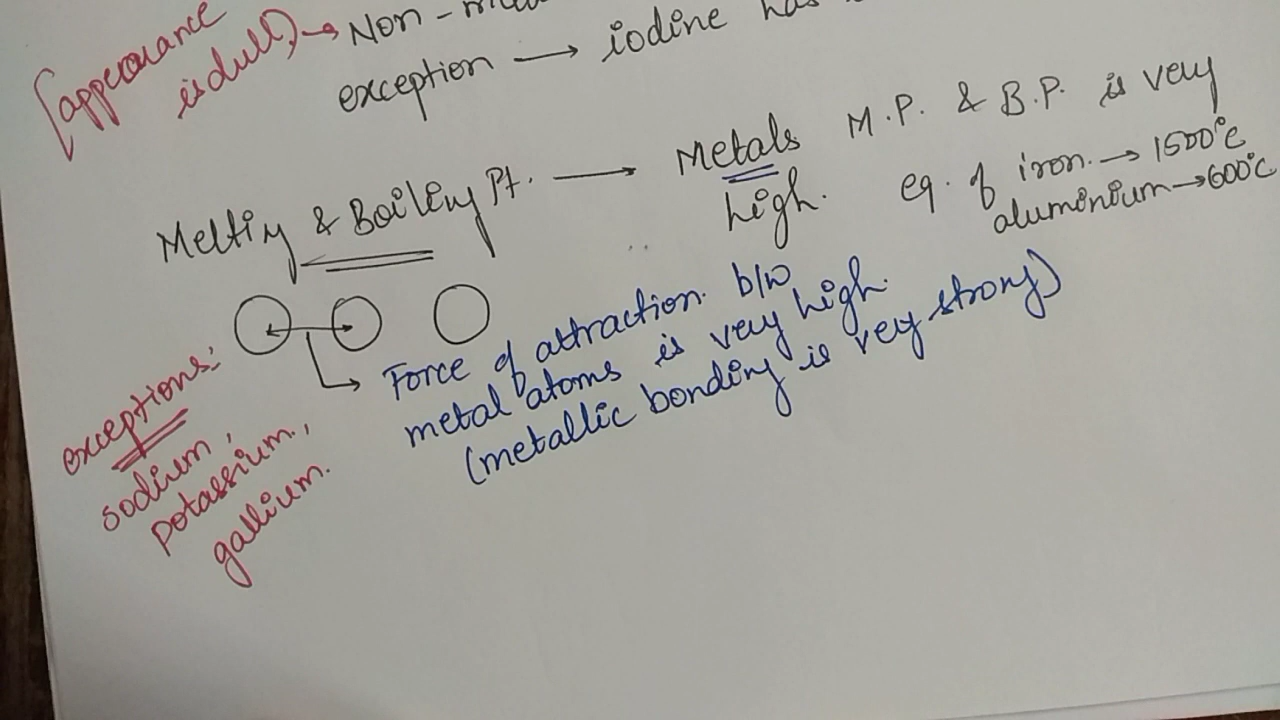 [appearance
is dull) → Non-
exception → iodine has
Melting & Boiling Pt. → Metals M.P. & B.P. is very
high. eg. of iron. → 1500°C
aluminium → 600°C
Force of attraction. b/w
metal atoms is very high.
(metallic bonding is very strong)
exceptions:
sodium,
potassium.,
gallium.